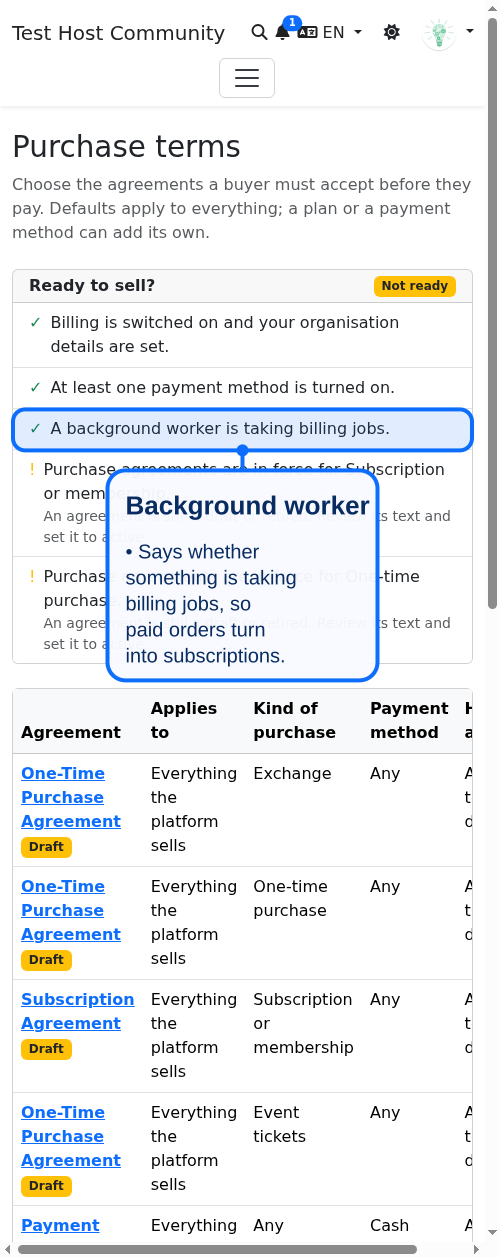 Test Host Community
1
EN
Purchase terms
Choose the agreements a buyer must accept before they
pay. Defaults apply to everything; a plan or a payment
method can add its own.
Ready to sell?
Not ready
✓ Billing is switched on and your organisation
details are set.
✓ At least one payment method is turned on.
✓ A background worker is taking billing jobs.
! Purchase agreements are in force for Subscription
or membership.
An agreement
its text and
set it to active.
Background worker
• Says whether
something is taking
billing jobs, so
paid orders turn
into subscriptions.
! Purchase
for One-time
purchase.
An agreement
retired. Review its text and
set it to
Agreement
Applies
to
Kind of
purchase
Payment
method
One-Time
Purchase
Agreement
Draft
Everything
the
platform
sells
Exchange
Any
One-Time
Purchase
Agreement
Draft
Everything
the
platform
sells
One-time
purchase
Any
Subscription
Agreement
Draft
Everything
the
platform
sells
Subscription
or
membership
Any
One-Time
Purchase
Agreement
Draft
Everything
the
platform
sells
Event
tickets
Any
Payment
Everything
Any
Cash